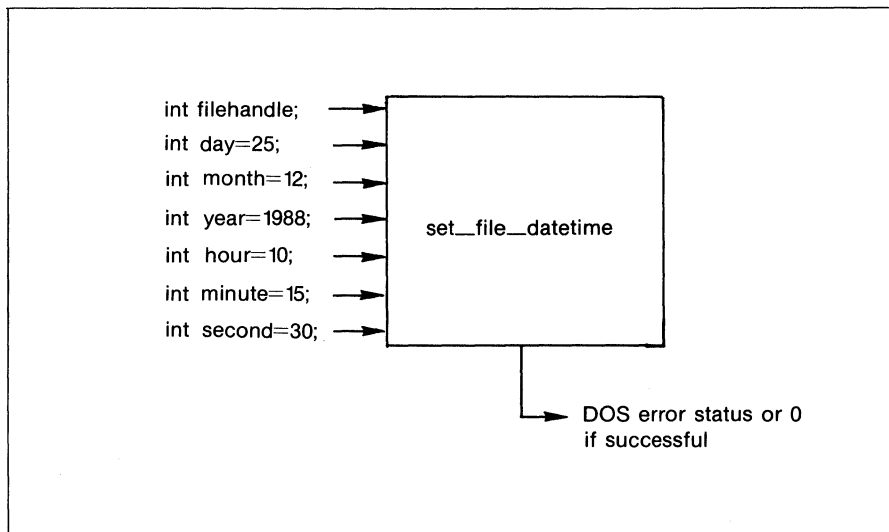 int filehandle;
int day=25;
int month=12;
int year=1988;
int hour=10;
int minute=15;
int second=30;
set__file__datetime
DOS error status or 0
if successful